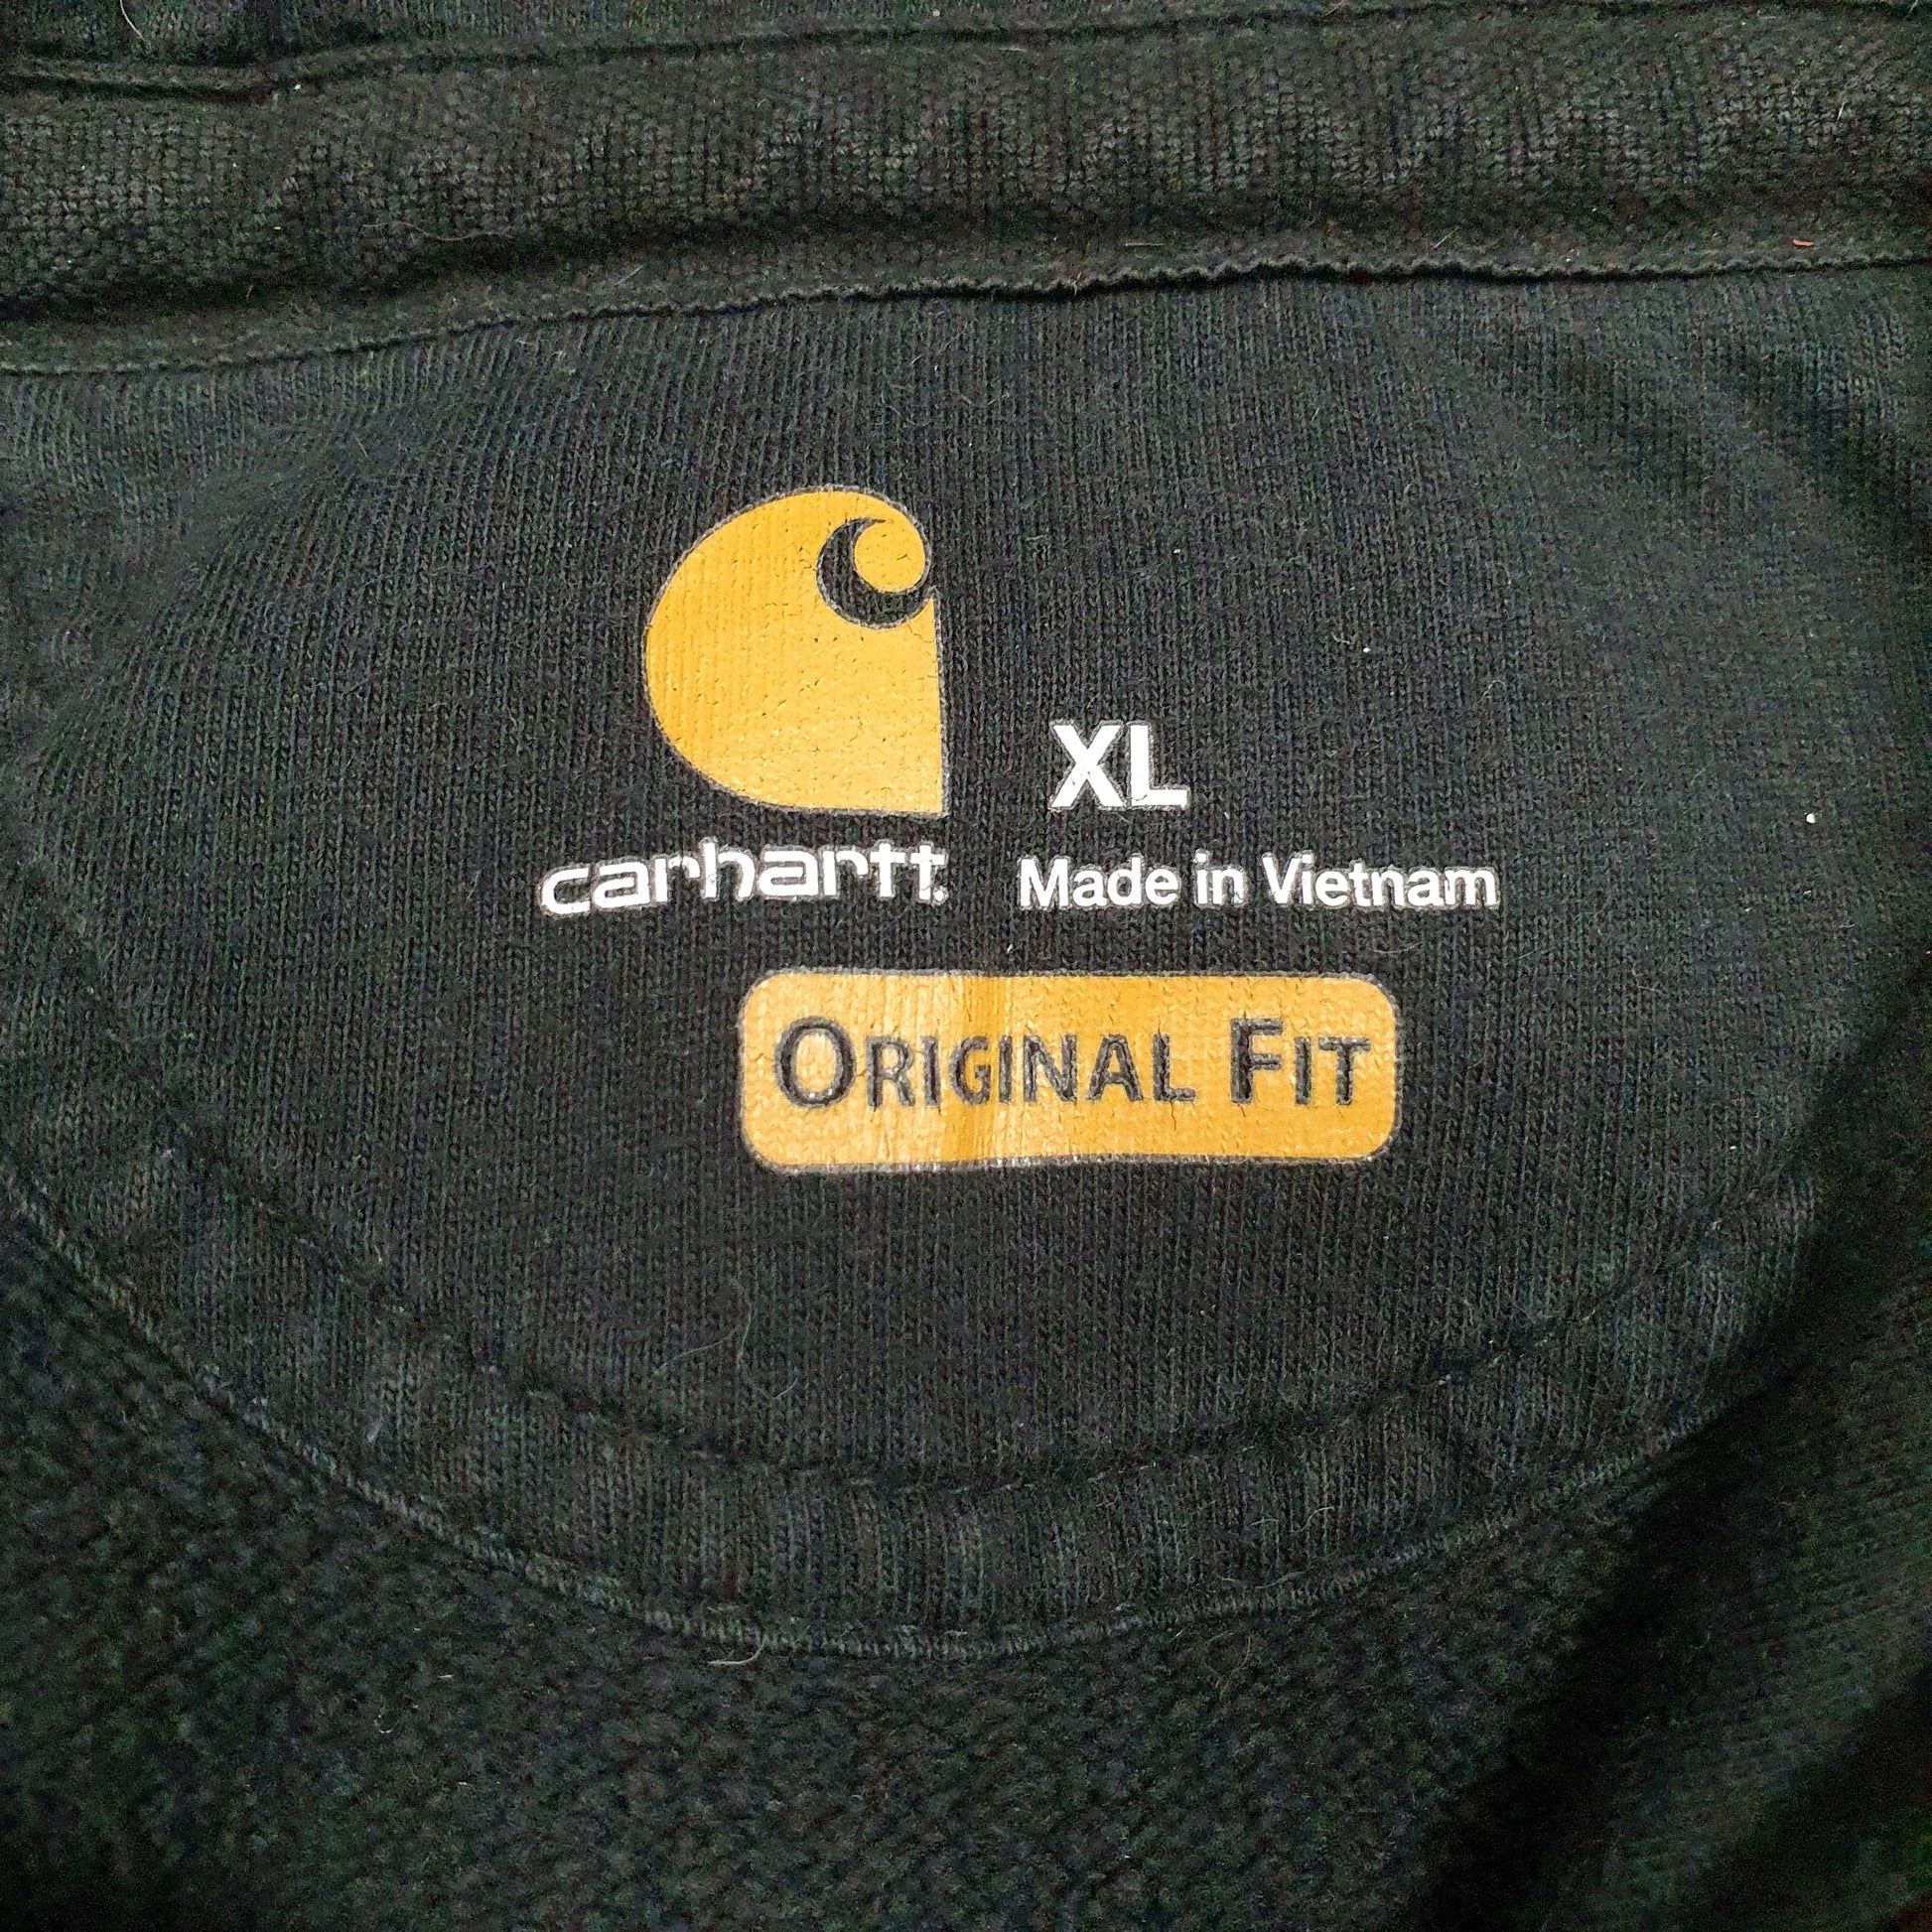 XL
carhartt. Made in Vietnam
ORIGINAL FIT